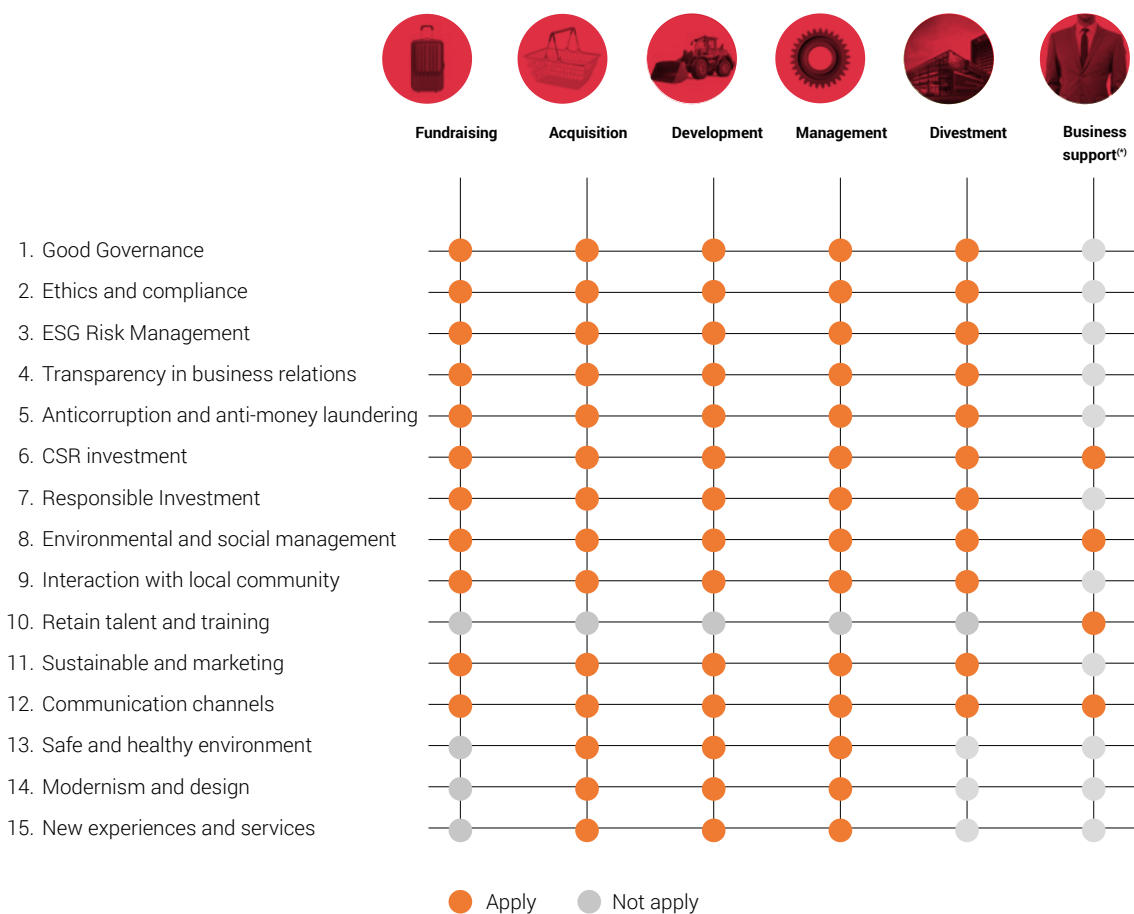 Fundraising Acquisition Development Management Divestment Business
support(*)
1. Good Governance
2. Ethics and compliance
3. ESG Risk Management
4. Transparency in business relations
5. Anticorruption and anti-money laundering
6. CSR investment
7. Responsible Investment
8. Environmental and social management
9. Interaction with local community
10. Retain talent and training
11. Sustainable and marketing
12. Communication channels
13. Safe and healthy environment
14. Modernism and design
15. New experiences and services
Apply Not apply